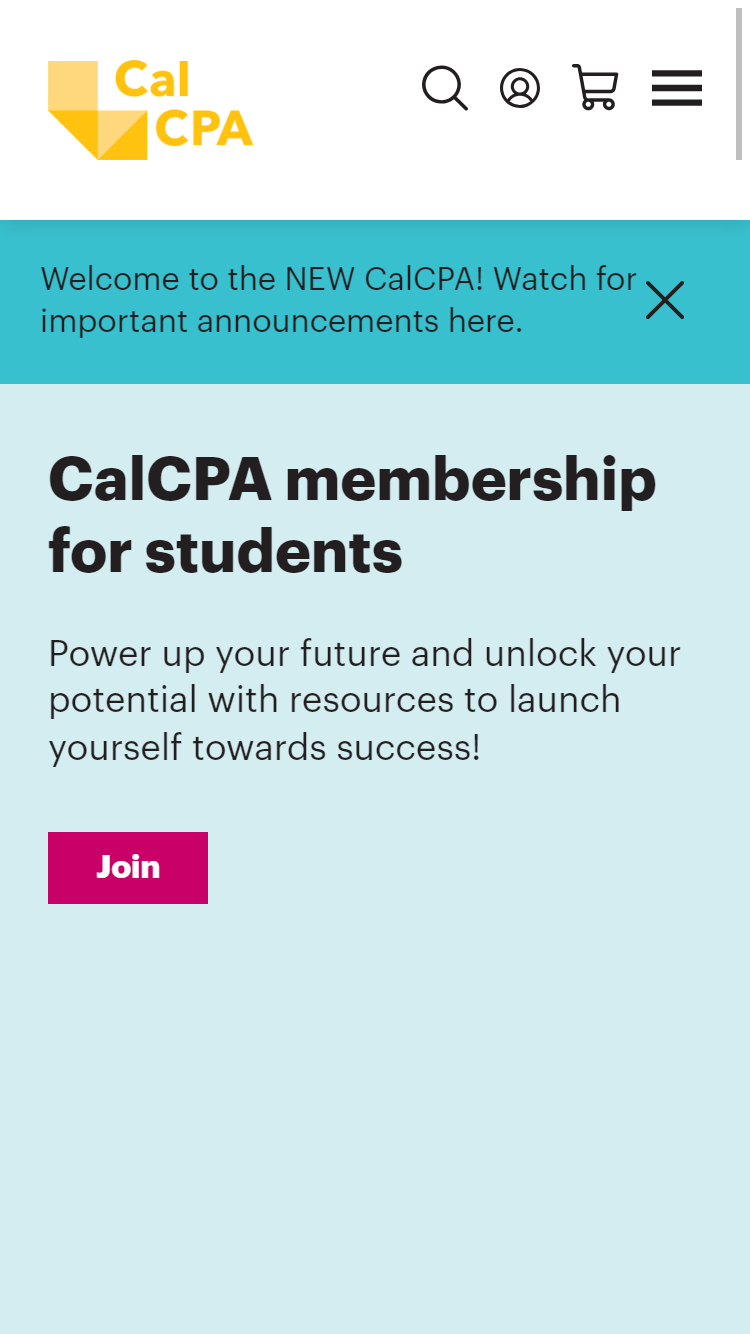 Cal
CPA
Welcome to the NEW CalCPA! Watch for
important announcements here.
CalCPA membership
for students
Power up your future and unlock your
potential with resources to launch
yourself towards success!
Join